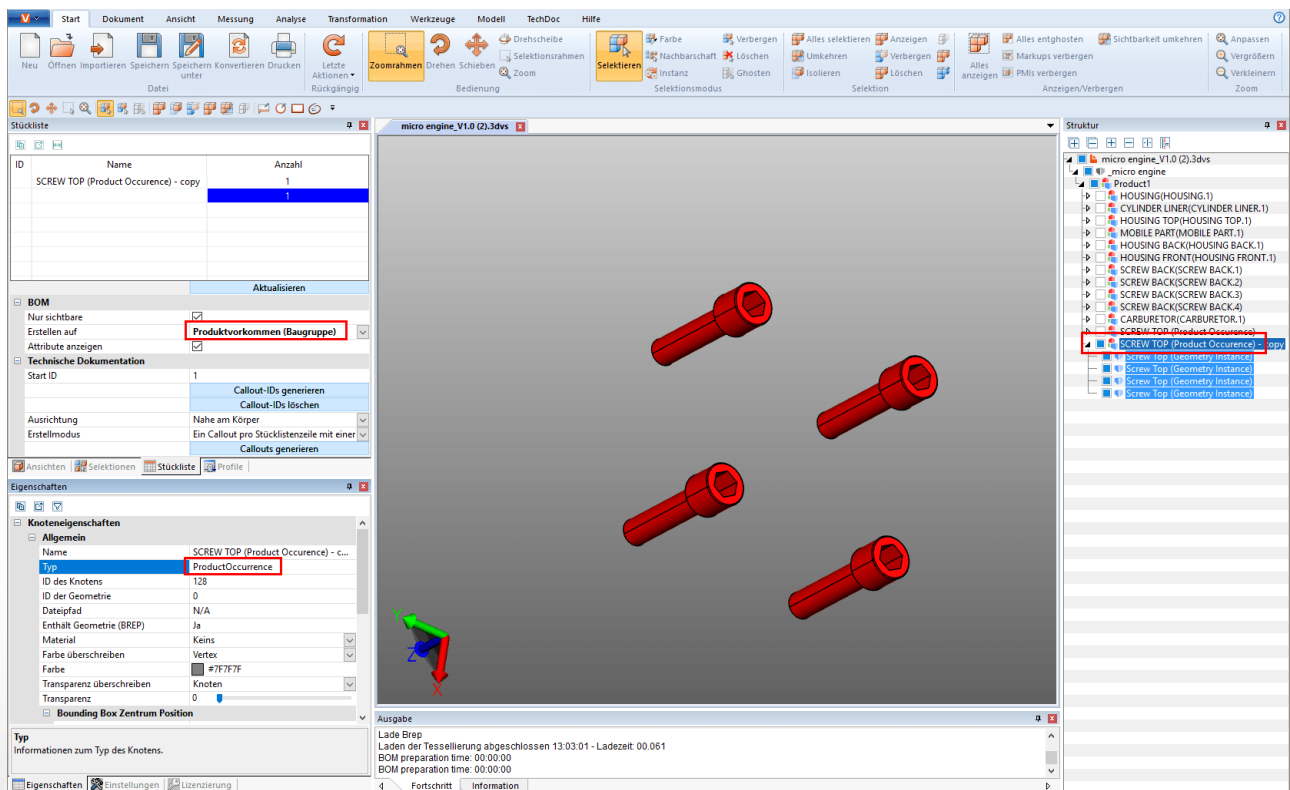 V Start Dokument Ansicht Messung Analyse Transformation Werkzeuge Modell TechDoc Hilfe
Neu Öffnen Importieren Speichern Speichern unter Konvertieren Drucken
Datei
Letzte Aktionen
Rückgängig
Zoomrahmen Drehen Schieben
Drehscheibe
Selektionsrahmen
Zoom
Bedienung
Selektieren
Farbe Verbergen
Nachbarschaft Löschen
Instanz Ghosten
Selektionsmodus
Alles selektieren Anzeigen
Umkehren Verbergen
Isolieren Löschen
Selektion
Alles anzeigen
Alles entghosten Sichtbarkeit umkehren
Markups verbergen
PMIs verbergen
Anzeigen/Verbergen
Anpassen
Vergrößern
Verkleinern
Zoom
Stückliste
ID Name Anzahl
SCREW TOP (Product Occurence) - copy 1
1
Aktualisieren
BOM
Nur sichtbare
Erstellen auf Produktvorkommen (Baugruppe)
Attribute anzeigen
Technische Dokumentation
Start ID 1
Callout-IDs generieren
Callout-IDs löschen
Ausrichtung Nahe am Körper
Erstellmodus Ein Callout pro Stücklistenzeile mit einer
Callouts generieren
Ansichten Selektionen Stückliste Profile
Eigenschaften
Knoteneigenschaften
Allgemein
Name SCREW TOP (Product Occurence) - c...
Typ ProductOccurrence
ID des Knotens 128
ID der Geometrie 0
Dateipfad N/A
Enthält Geometrie (BREP) Ja
Material Keins
Farbe überschreiben Vertex
Farbe #7F7F7F
Transparenz überschreiben Knoten
Transparenz 0
Bounding Box Zentrum Position
Typ
Informationen zum Typ des Knotens.
Eigenschaften Einstellungen Lizenzierung
micro engine_V1.0 (2).3dvs
Y
Z
X
Ausgabe
Lade Brep
Laden der Tessellierung abgeschlossen 13:03:01 - Ladezeit: 00.061
BOM preparation time: 00:00:00
BOM preparation time: 00:00:00
Fortschritt Information
Struktur
micro engine_V1.0 (2).3dvs
_micro engine
Product1
HOUSING(HOUSING.1)
CYLINDER LINER(CYLINDER LINER.1)
HOUSING TOP(HOUSING TOP.1)
MOBILE PART(MOBILE PART.1)
HOUSING BACK(HOUSING BACK.1)
HOUSING FRONT(HOUSING FRONT.1)
SCREW BACK(SCREW BACK.1)
SCREW BACK(SCREW BACK.2)
SCREW BACK(SCREW BACK.3)
SCREW BACK(SCREW BACK.4)
CARBURETOR(CARBURETOR.1)
SCREW TOP (Product Occurence)
SCREW TOP (Product Occurence) - copy
Screw Top (Geometry Instance)
Screw Top (Geometry Instance)
Screw Top (Geometry Instance)
Screw Top (Geometry Instance)